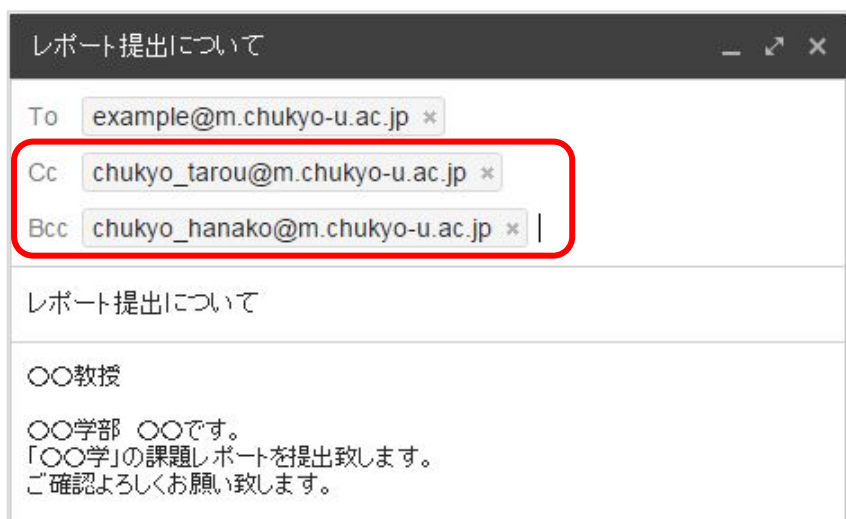 レポート提出について
To example@m.chukyo-u.ac.jp ×
Cc chukyo_tarou@m.chukyo-u.ac.jp ×
Bcc chukyo_hanako@m.chukyo-u.ac.jp ×
レポート提出について
〇〇教授
〇〇学部 〇〇です。
「〇〇学」の課題レポートを提出致します。
ご確認よろしくお願い致します。